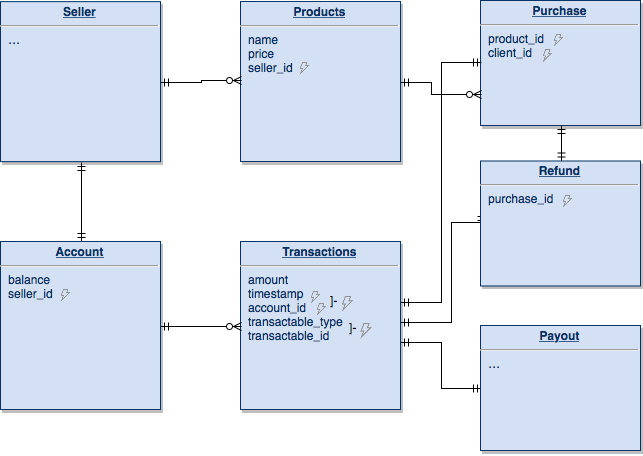 Seller
...
Products
name
price
seller_id
Purchase
product_id
client_id
Refund
purchase_id
Account
balance
seller_id
Transactions
amount
timestamp
account_id ]-
transactable_type
transactable_id ]-
Payout
...